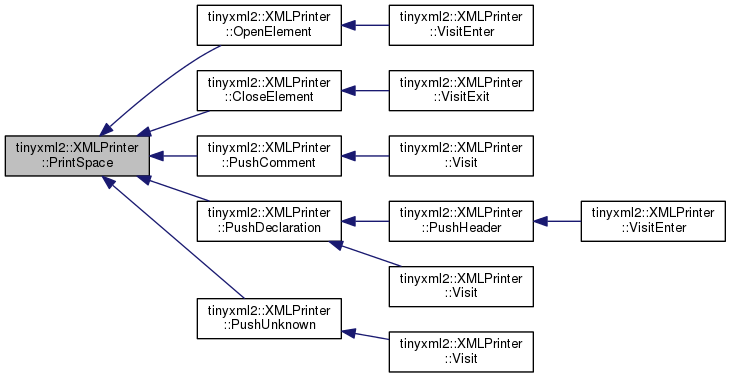 tinyxml2::XMLPrinter
::OpenElement
tinyxml2::XMLPrinter
::VisitEnter
tinyxml2::XMLPrinter
::CloseElement
tinyxml2::XMLPrinter
::VisitExit
tinyxml2::XMLPrinter
::PrintSpace
tinyxml2::XMLPrinter
::PushComment
tinyxml2::XMLPrinter
::Visit
tinyxml2::XMLPrinter
::PushDeclaration
tinyxml2::XMLPrinter
::PushHeader
tinyxml2::XMLPrinter
::VisitEnter
tinyxml2::XMLPrinter
::Visit
tinyxml2::XMLPrinter
::PushUnknown
tinyxml2::XMLPrinter
::Visit